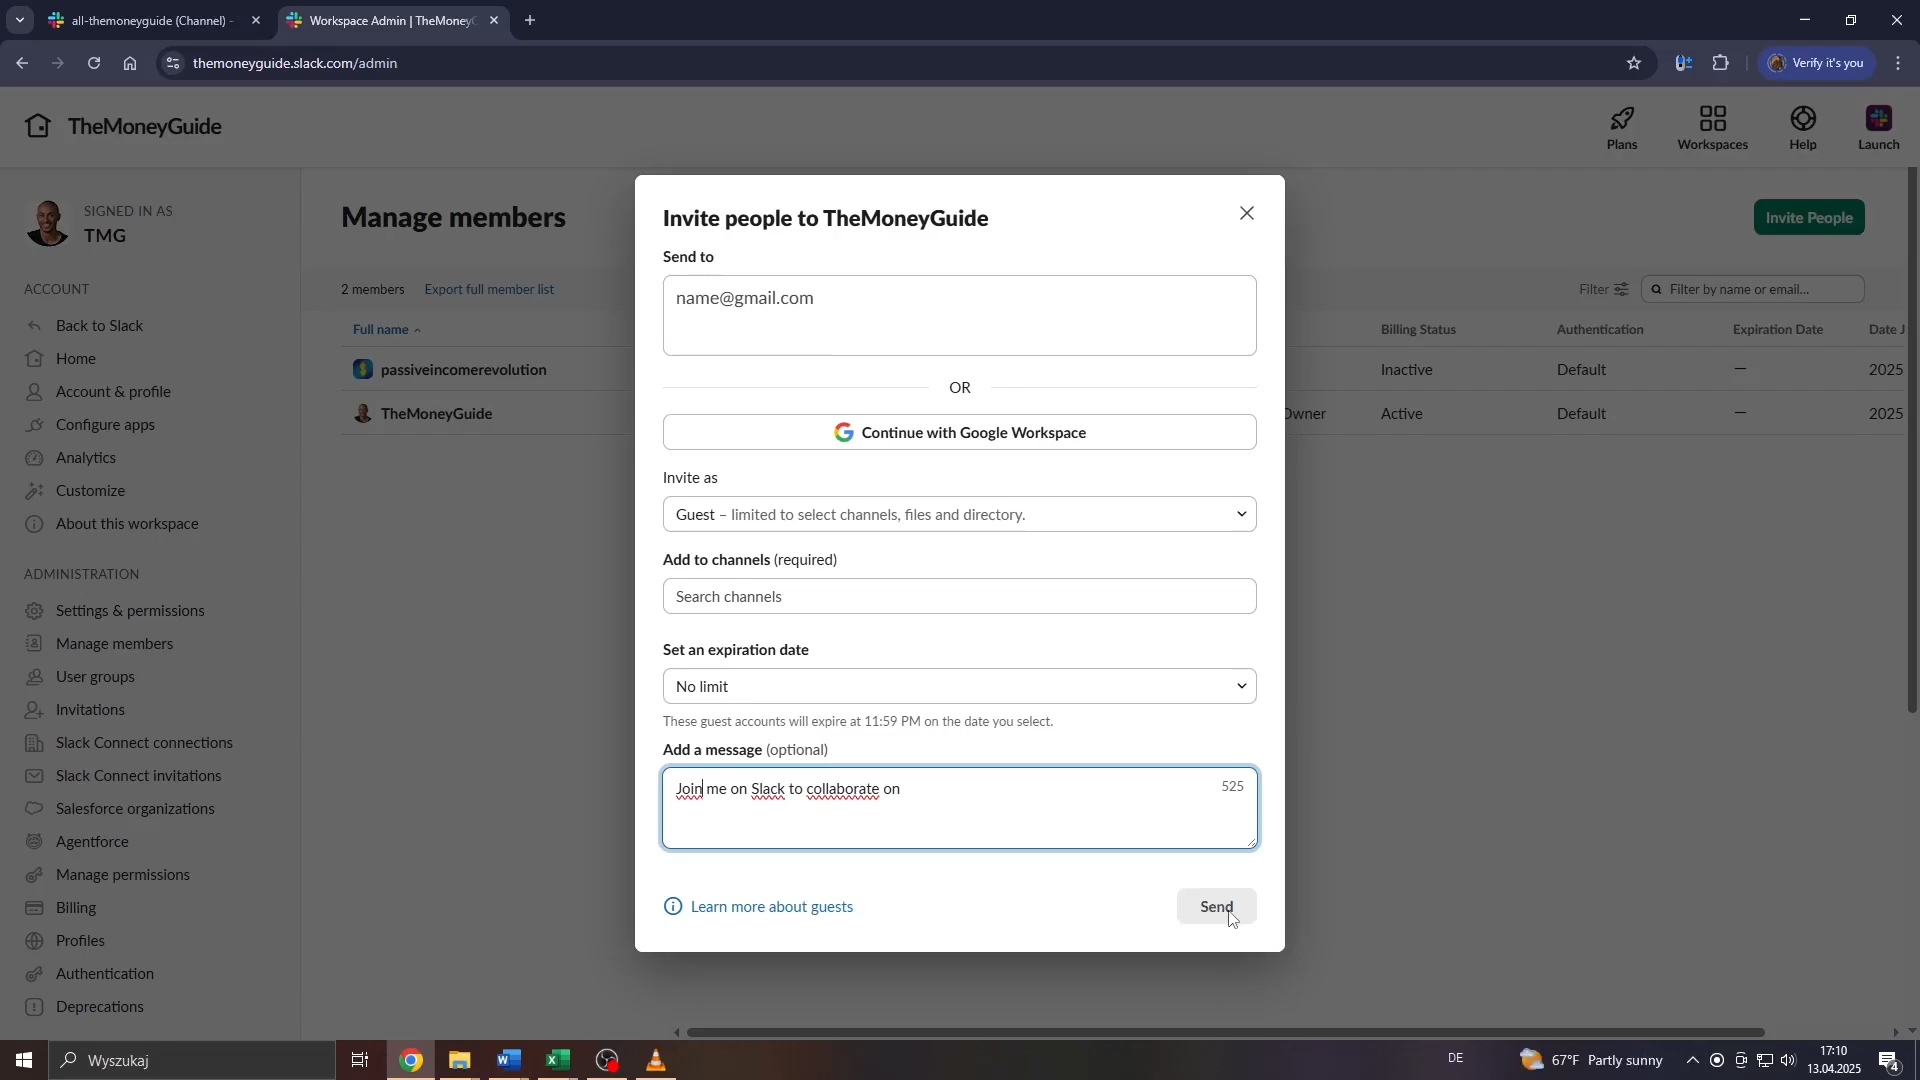 all-themoneyguide (Channel) -
Workspace Admin | TheMoneyG
themoneyguide.slack.com/admin
Verify it's you
TheMoneyGuide
Plans
Workspaces
Help
Launch
SIGNED IN AS
TMG
ACCOUNT
Back to Slack
Home
Account & profile
Configure apps
Analytics
Customize
About this workspace
ADMINISTRATION
Settings & permissions
Manage members
User groups
Invitations
Slack Connect connections
Slack Connect invitations
Salesforce organizations
Agentforce
Manage permissions
Billing
Profiles
Authentication
Deprecations
Manage members
Invite People
2 members
Export full member list
Filter
Filter by name or email...
Full name
Billing Status
Authentication
Expiration Date
Date J
passiveincomerevolution
Inactive
Default
—
2025
TheMoneyGuide
Owner
Active
Default
—
2025
Invite people to TheMoneyGuide
Send to
name@gmail.com
OR
Continue with Google Workspace
Invite as
Guest – limited to select channels, files and directory.
Add to channels (required)
Search channels
Set an expiration date
No limit
These guest accounts will expire at 11:59 PM on the date you select.
Add a message (optional)
Join me on Slack to collaborate on
525
Learn more about guests
Send
Wyszukaj
DE
67°F Partly sunny
17:10
13.04.2025
4